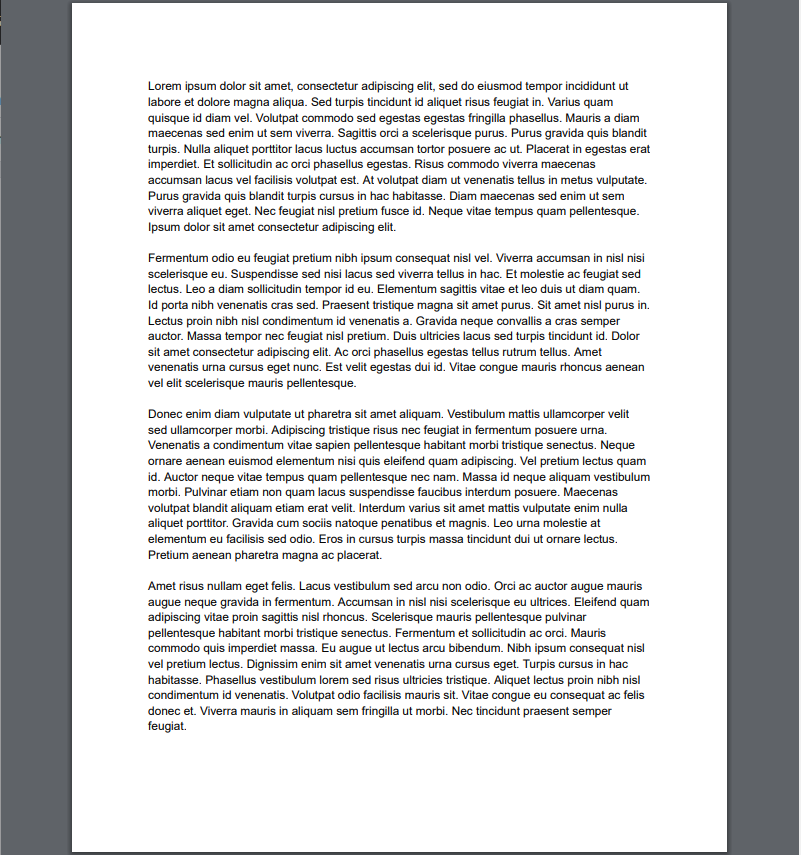 Lorem ipsum dolor sit amet, consectetur adipiscing elit, sed do eiusmod tempor incididunt ut
labore et dolore magna aliqua. Sed turpis tincidunt id aliquet risus feugiat in. Varius quam
quisque id diam vel. Volutpat commodo sed egestas egestas fringilla phasellus. Mauris a diam
maecenas sed enim ut sem viverra. Sagittis orci a scelerisque purus. Purus gravida quis blandit
turpis. Nulla aliquet porttitor lacus luctus accumsan tortor posuere ac ut. Placerat in egestas erat
imperdiet. Et sollicitudin ac orci phasellus egestas. Risus commodo viverra maecenas
accumsan lacus vel facilisis volutpat est. At volutpat diam ut venenatis tellus in metus vulputate.
Purus gravida quis blandit turpis cursus in hac habitasse. Diam maecenas sed enim ut sem
viverra aliquet eget. Nec feugiat nisl pretium fusce id. Neque vitae tempus quam pellentesque.
Ipsum dolor sit amet consectetur adipiscing elit.
Fermentum odio eu feugiat pretium nibh ipsum consequat nisl vel. Viverra accumsan in nisl nisi
scelerisque eu. Suspendisse sed nisi lacus sed viverra tellus in hac. Et molestie ac feugiat sed
lectus. Leo a diam sollicitudin tempor id eu. Elementum sagittis vitae et leo duis ut diam quam.
Id porta nibh venenatis cras sed. Praesent tristique magna sit amet purus. Sit amet nisl purus in.
Lectus proin nibh nisl condimentum id venenatis a. Gravida neque convallis a cras semper
auctor. Massa tempor nec feugiat nisl pretium. Duis ultricies lacus sed turpis tincidunt id. Dolor
sit amet consectetur adipiscing elit. Ac orci phasellus egestas tellus rutrum tellus. Amet
venenatis urna cursus eget nunc. Est velit egestas dui id. Vitae congue mauris rhoncus aenean
vel elit scelerisque mauris pellentesque.
Donec enim diam vulputate ut pharetra sit amet aliquam. Vestibulum mattis ullamcorper velit
sed ullamcorper morbi. Adipiscing tristique risus nec feugiat in fermentum posuere urna.
Venenatis a condimentum vitae sapien pellentesque habitant morbi tristique senectus. Neque
ornare aenean euismod elementum nisi quis eleifend quam adipiscing. Vel pretium lectus quam
id. Auctor neque vitae tempus quam pellentesque nec nam. Massa id neque aliquam vestibulum
morbi. Pulvinar etiam non quam lacus suspendisse faucibus interdum posuere. Maecenas
volutpat blandit aliquam etiam erat velit. Interdum varius sit amet mattis vulputate enim nulla
aliquet porttitor. Gravida cum sociis natoque penatibus et magnis. Leo urna molestie at
elementum eu facilisis sed odio. Eros in cursus turpis massa tincidunt dui ut ornare lectus.
Pretium aenean pharetra magna ac placerat.
Amet risus nullam eget felis. Lacus vestibulum sed arcu non odio. Orci ac auctor augue mauris
augue neque gravida in fermentum. Accumsan in nisl nisi scelerisque eu ultrices. Eleifend quam
adipiscing vitae proin sagittis nisl rhoncus. Scelerisque mauris pellentesque pulvinar
pellentesque habitant morbi tristique senectus. Fermentum et sollicitudin ac orci. Mauris
commodo quis imperdiet massa. Eu augue ut lectus arcu bibendum. Nibh ipsum consequat nisl
vel pretium lectus. Dignissim enim sit amet venenatis urna cursus eget. Turpis cursus in hac
habitasse. Phasellus vestibulum lorem sed risus ultricies tristique. Aliquet lectus proin nibh nisl
condimentum id venenatis. Volutpat odio facilisis mauris sit. Vitae congue eu consequat ac felis
donec et. Viverra mauris in aliquam sem fringilla ut morbi. Nec tincidunt praesent semper
feugiat.